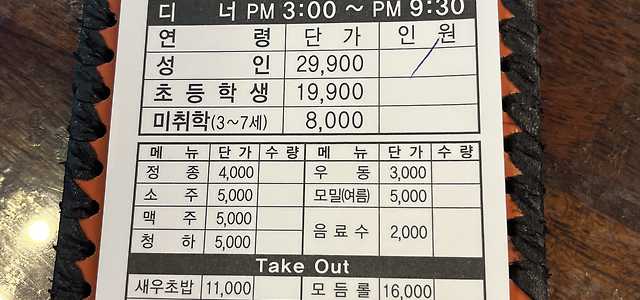 디 너 PM 3:00 ~ PM 9:30
연 령 단 가 인 원
성 인 29,900
초 등 학 생 19,900
미취학(3~7세) 8,000
메 뉴 단 가 수 량 메 뉴 단 가 수 량
정 종 4,000 우 동 3,000
소 주 5,000 모밀(여름) 5,000
맥 주 5,000 음 료 수 2,000
청 하 5,000
Take Out
새우초밥 11,000 모 듬 롤 16,000